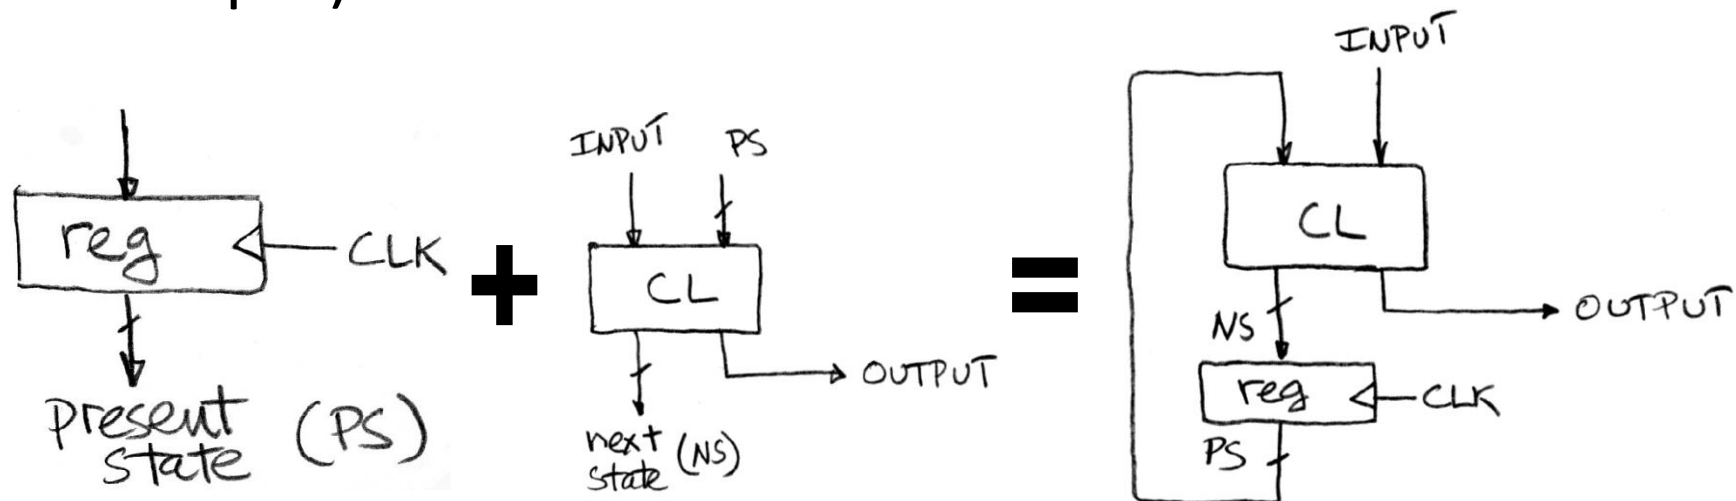 reg
CLK
present
state (PS)
+
INPUT PS
CL
OUTPUT
next
state (NS)
=
INPUT
CL
OUTPUT
NS
reg
CLK
PS